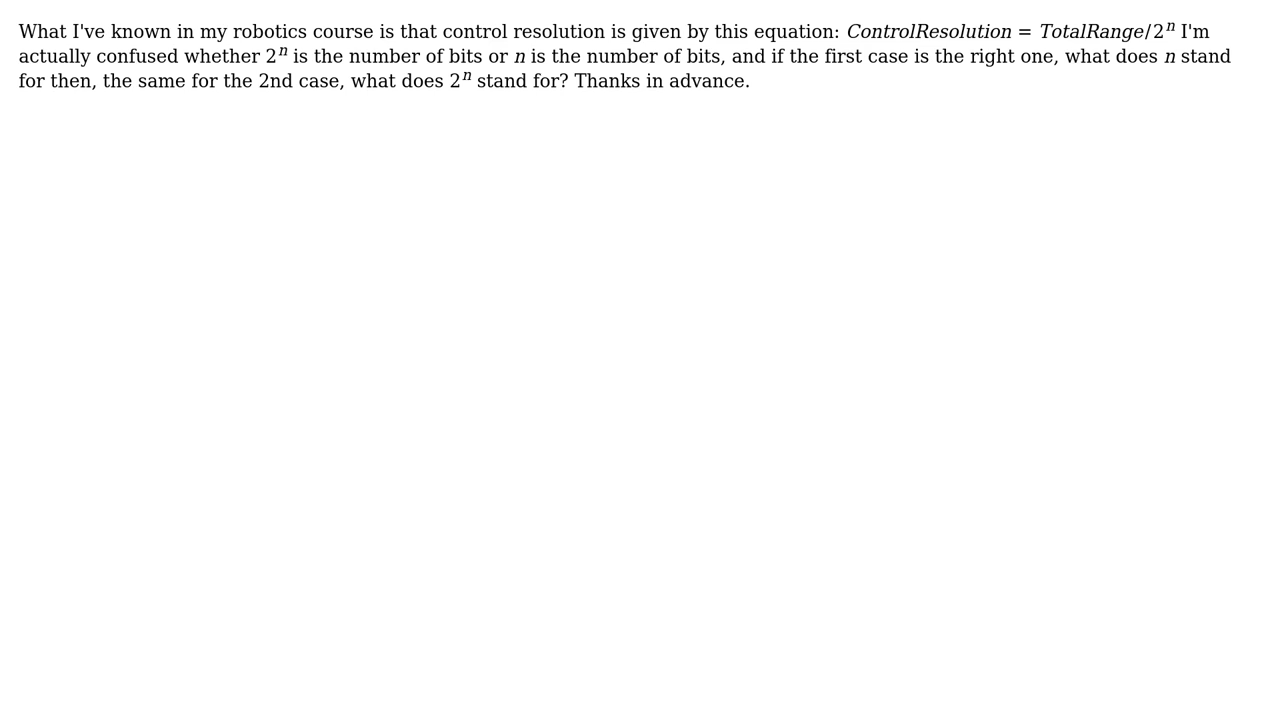 What I've known in my robotics course is that control resolution is given by this equation: ControlResolution = TotalRange/2^n I'm
actually confused whether 2^n is the number of bits or n is the number of bits, and if the first case is the right one, what does n stand
for then, the same for the 2nd case, what does 2^n stand for? Thanks in advance.